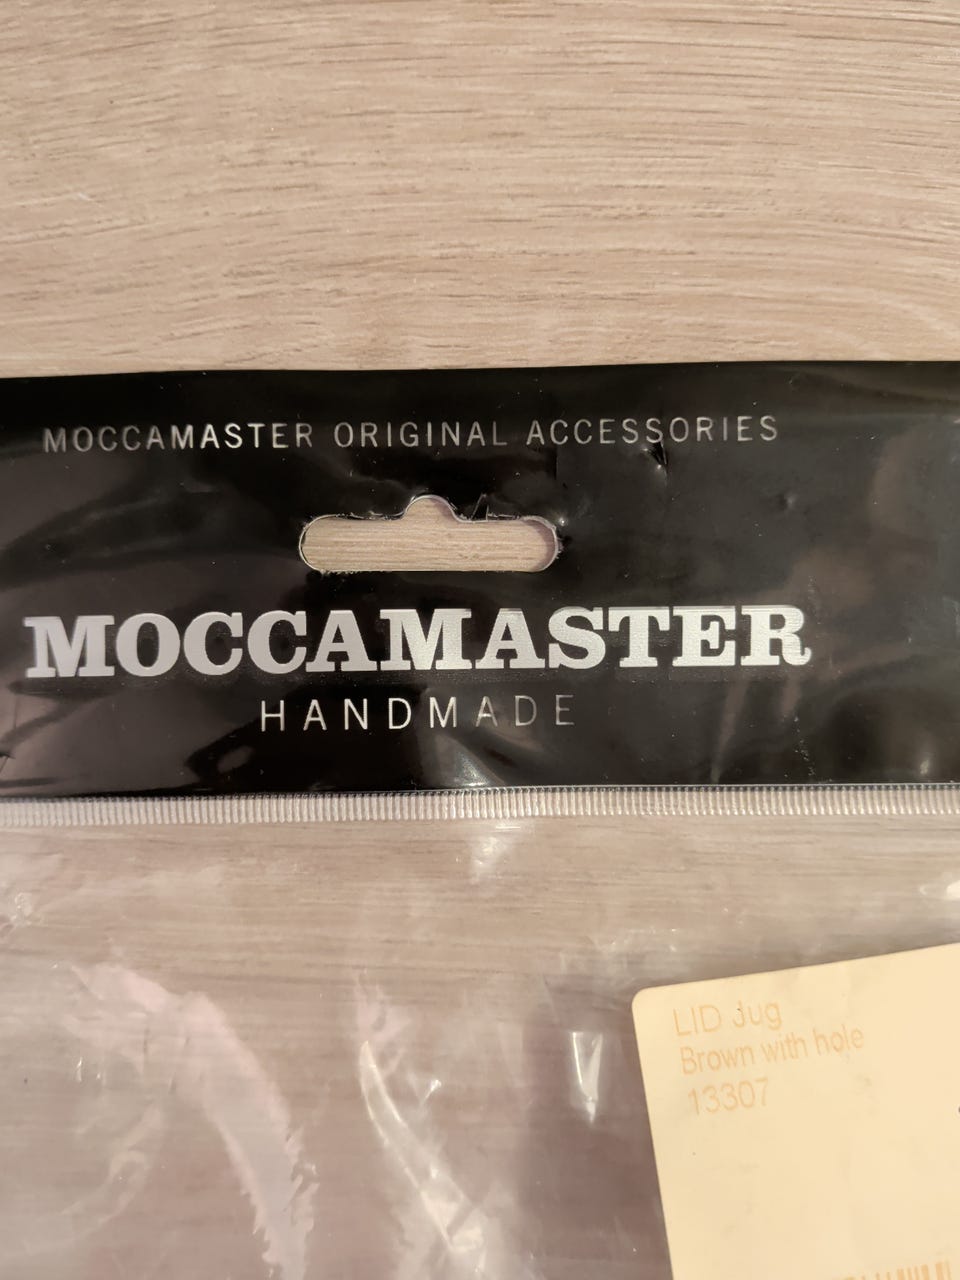 MOCCAMASTER ORIGINAL ACCESSORIES
MOCCAMASTER
HANDMADE
LID Jug
Brown with hole
13307